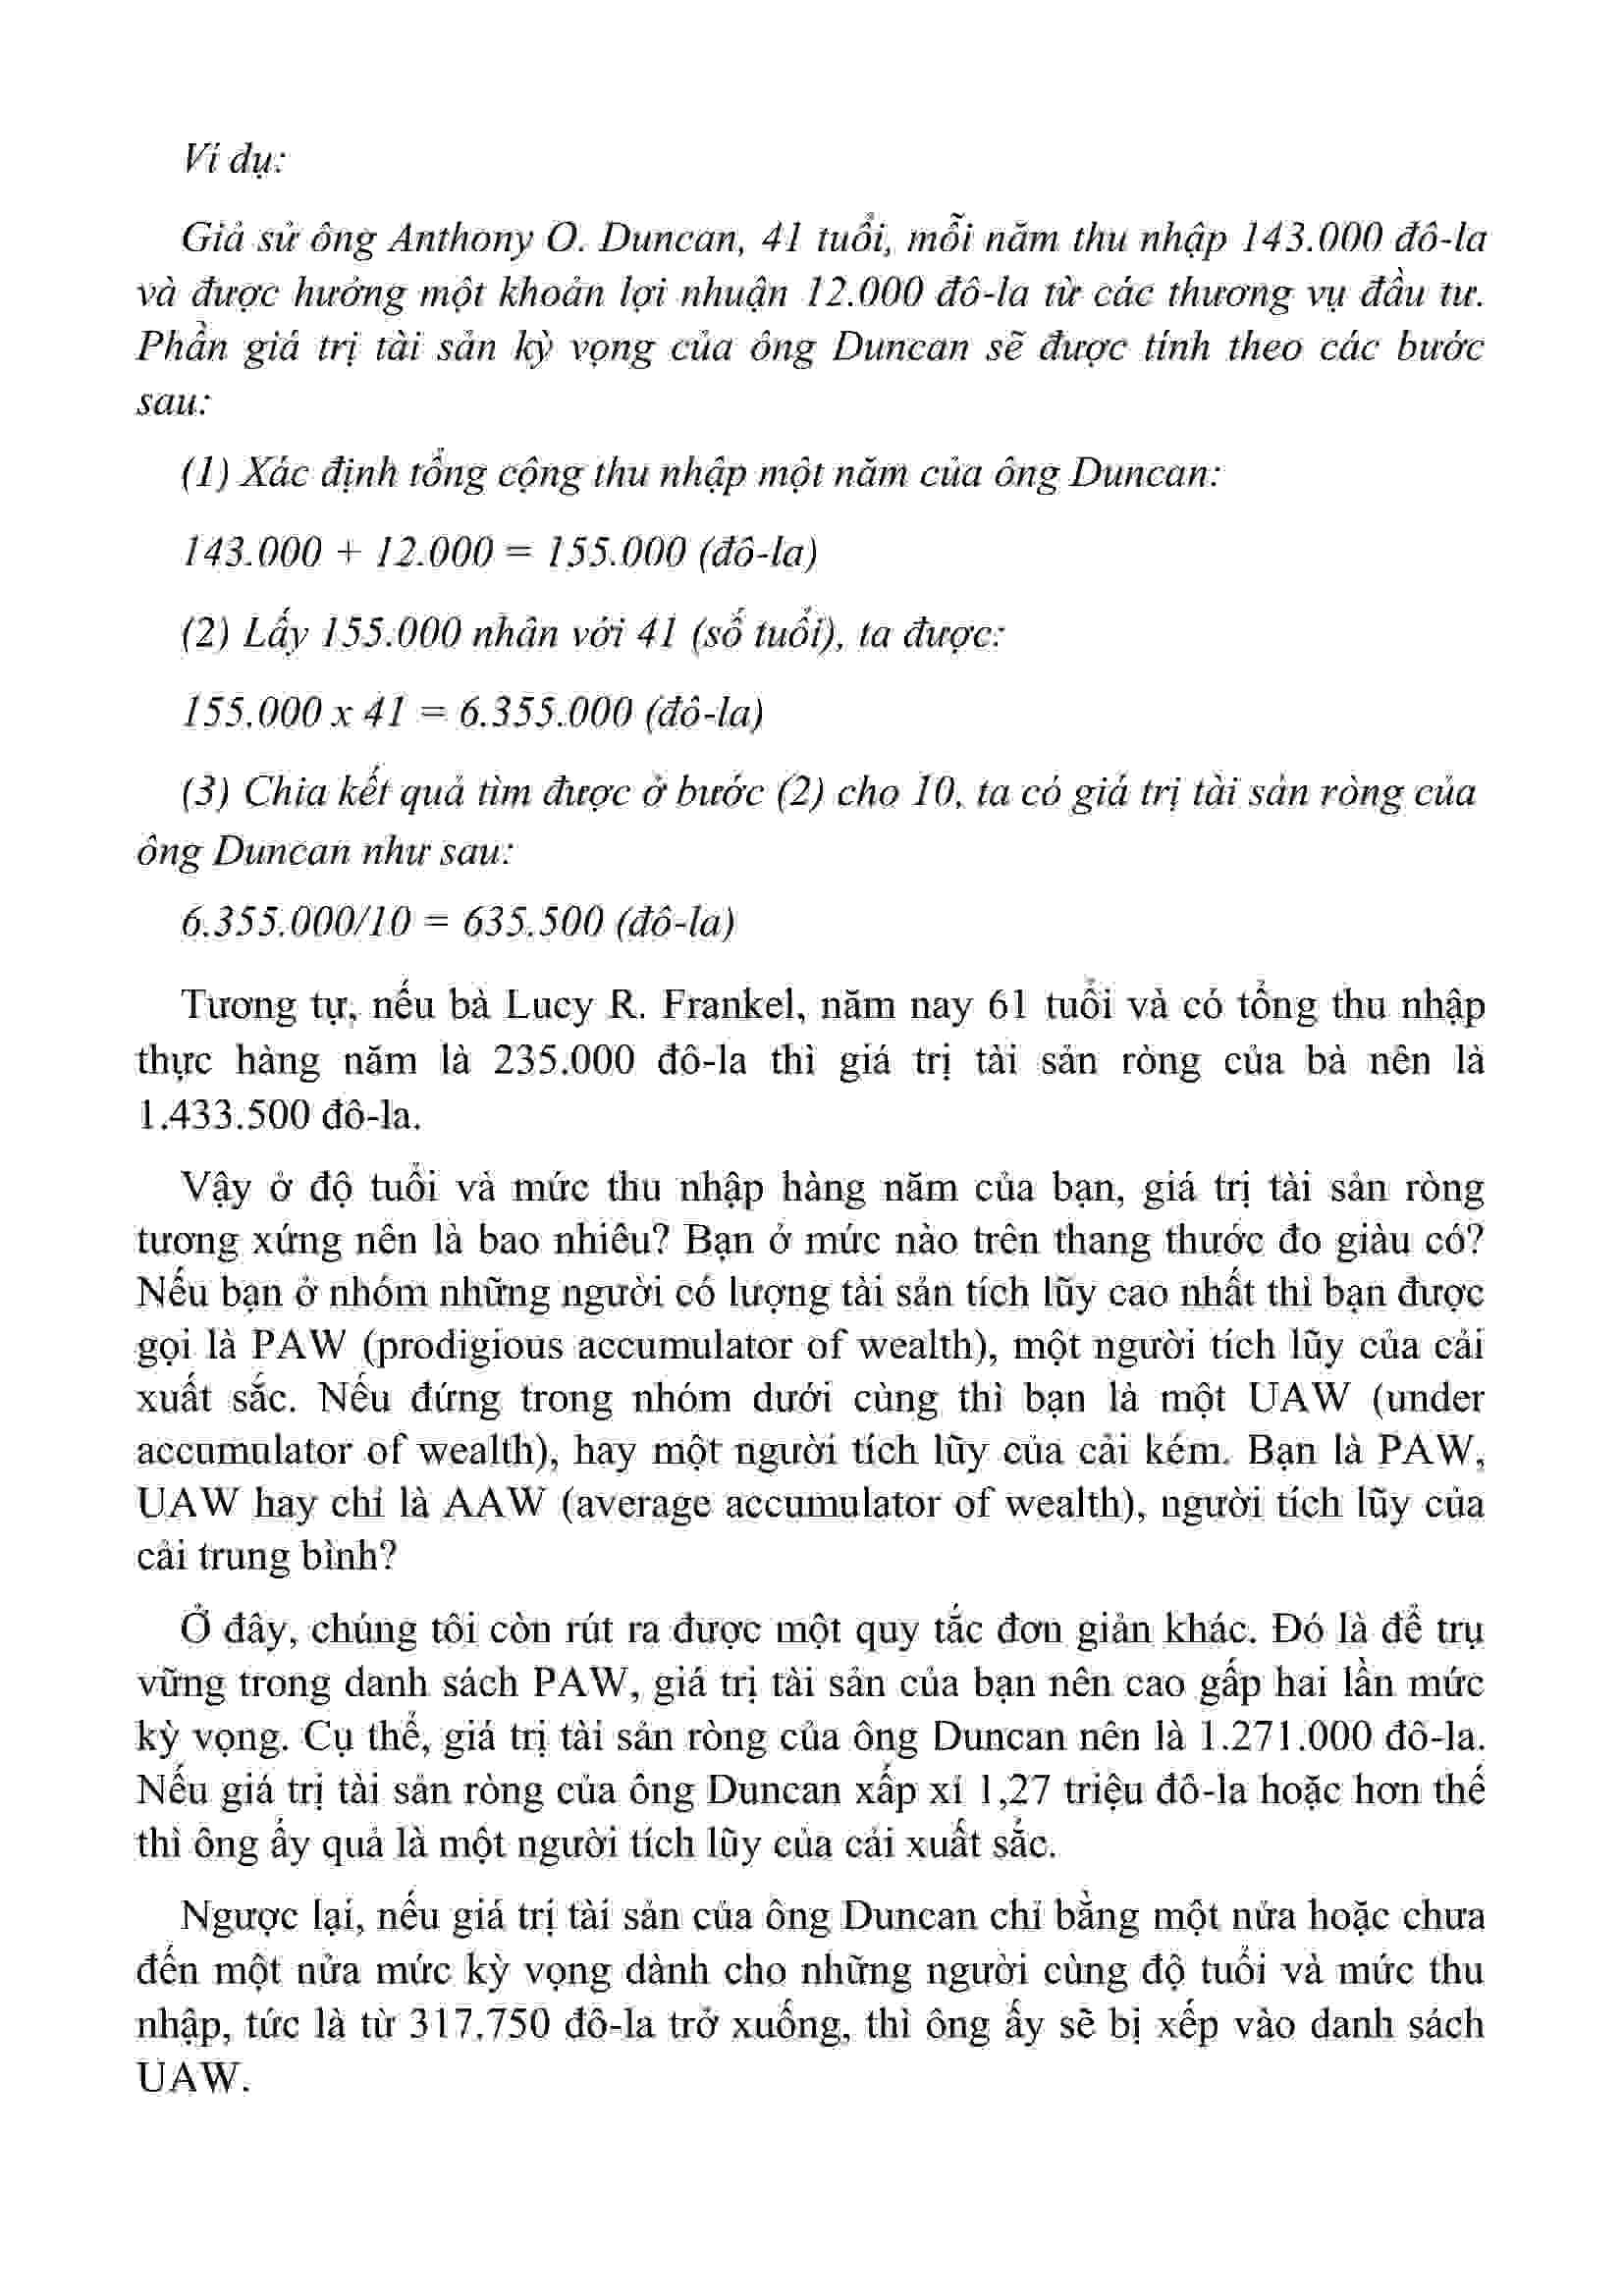 Ví dụ:
Giả sử ông Anthony O. Duncan, 41 tuổi, mỗi năm thu nhập 143.000 đô-la
và được hưởng một khoản lợi nhuận 12.000 đô-la từ các thương vụ đầu tư.
Phần giá trị tài sản kỳ vọng của ông Duncan sẽ được tính theo các bước
sau:
(1) Xác định tổng cộng thu nhập một năm của ông Duncan:
143.000 + 12.000 = 155.000 (đô-la)
(2) Lấy 155.000 nhân với 41 (số tuổi), ta được:
155.000 x 41 = 6.355.000 (đô-la)
(3) Chia kết quả tìm được ở bước (2) cho 10, ta có giá trị tài sản ròng của
ông Duncan như sau:
6.355.000/10 = 635.500 (đô-la)
Tương tự, nếu bà Lucy R. Frankel, năm nay 61 tuổi và có tổng thu nhập
thực hàng năm là 235.000 đô-la thì giá trị tài sản ròng của bà nên là
1.433.500 đô-la.
Vậy ở độ tuổi và mức thu nhập hàng năm của bạn, giá trị tài sản ròng
tương xứng nên là bao nhiêu? Bạn ở mức nào trên thang thước đo giàu có?
Nếu bạn ở nhóm những người có lượng tài sản tích lũy cao nhất thì bạn được
gọi là PAW (prodigious accumulator of wealth), một người tích lũy của cải
xuất sắc. Nếu đứng trong nhóm dưới cùng thì bạn là một UAW (under
accumulator of wealth), hay một người tích lũy của cải kém. Bạn là PAW,
UAW hay chỉ là AAW (average accumulator of wealth), người tích lũy của
cải trung bình?
Ở đây, chúng tôi còn rút ra được một quy tắc đơn giản khác. Đó là để trụ
vững trong danh sách PAW, giá trị tài sản của bạn nên cao gấp hai lần mức
kỳ vọng. Cụ thể, giá trị tài sản ròng của ông Duncan nên là 1.271.000 đô-la.
Nếu giá trị tài sản ròng của ông Duncan xấp xỉ 1,27 triệu đô-la hoặc hơn thế
thì ông ấy quả là một người tích lũy của cải xuất sắc.
Ngược lại, nếu giá trị tài sản của ông Duncan chỉ bằng một nửa hoặc chưa
đến một nửa mức kỳ vọng dành cho những người cùng độ tuổi và mức thu
nhập, tức là từ 317.750 đô-la trở xuống, thì ông ấy sẽ bị xếp vào danh sách
UAW.